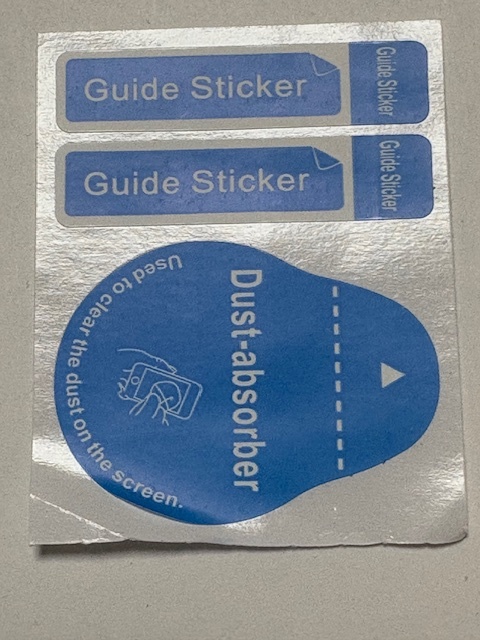 Guide Sticker
Guide Sticker
Guide Sticker
Guide Sticker
Dust-absorber
Used to clear the dust on the screen.